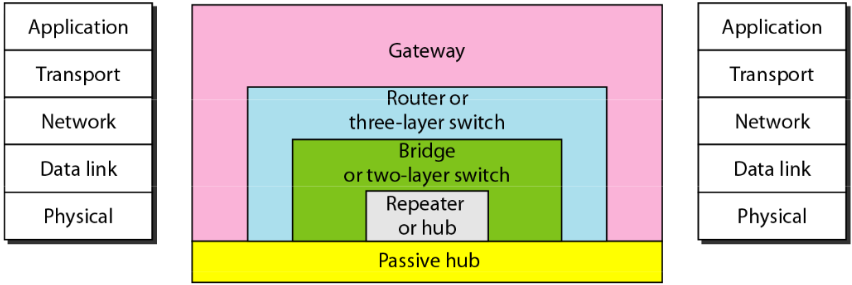 Application
Transport
Network
Data link
Physical
Gateway
Router or
three-layer switch
Bridge
or two-layer switch
Repeater
or hub
Passive hub
Application
Transport
Network
Data link
Physical